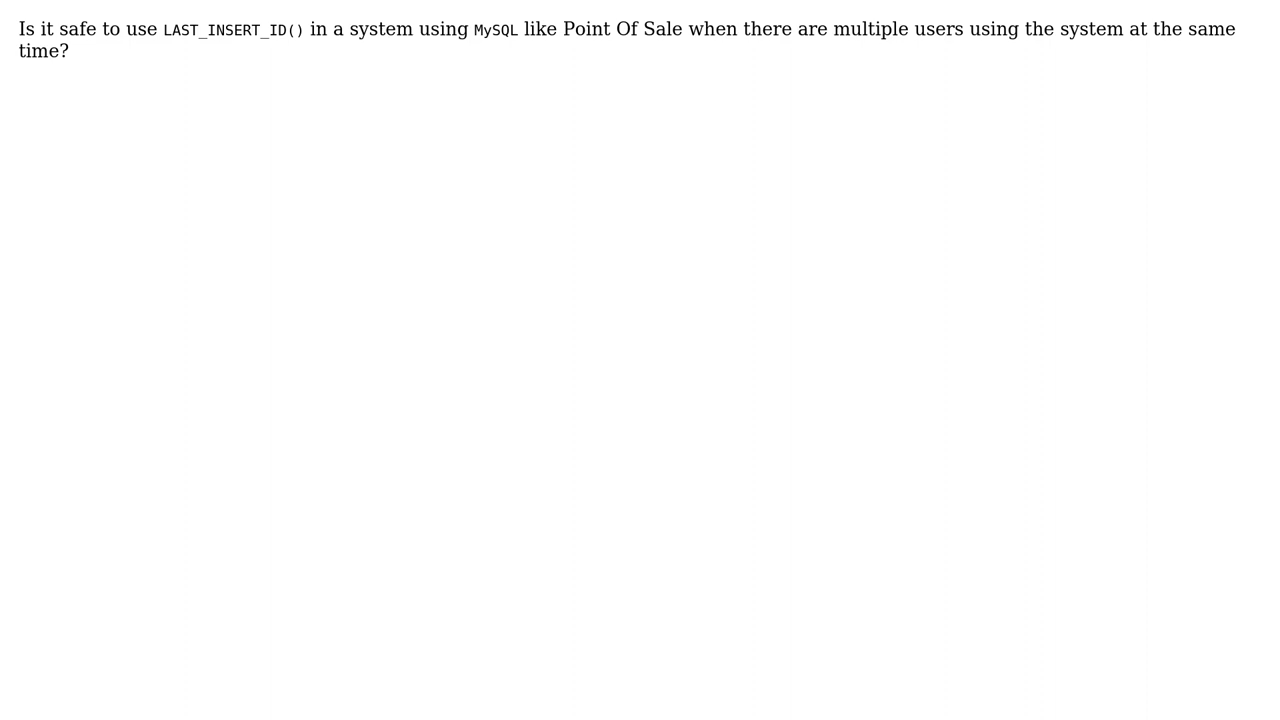 Is it safe to use LAST_INSERT_ID() in a system using MySQL like Point Of Sale when there are multiple users using the system at the same
time?